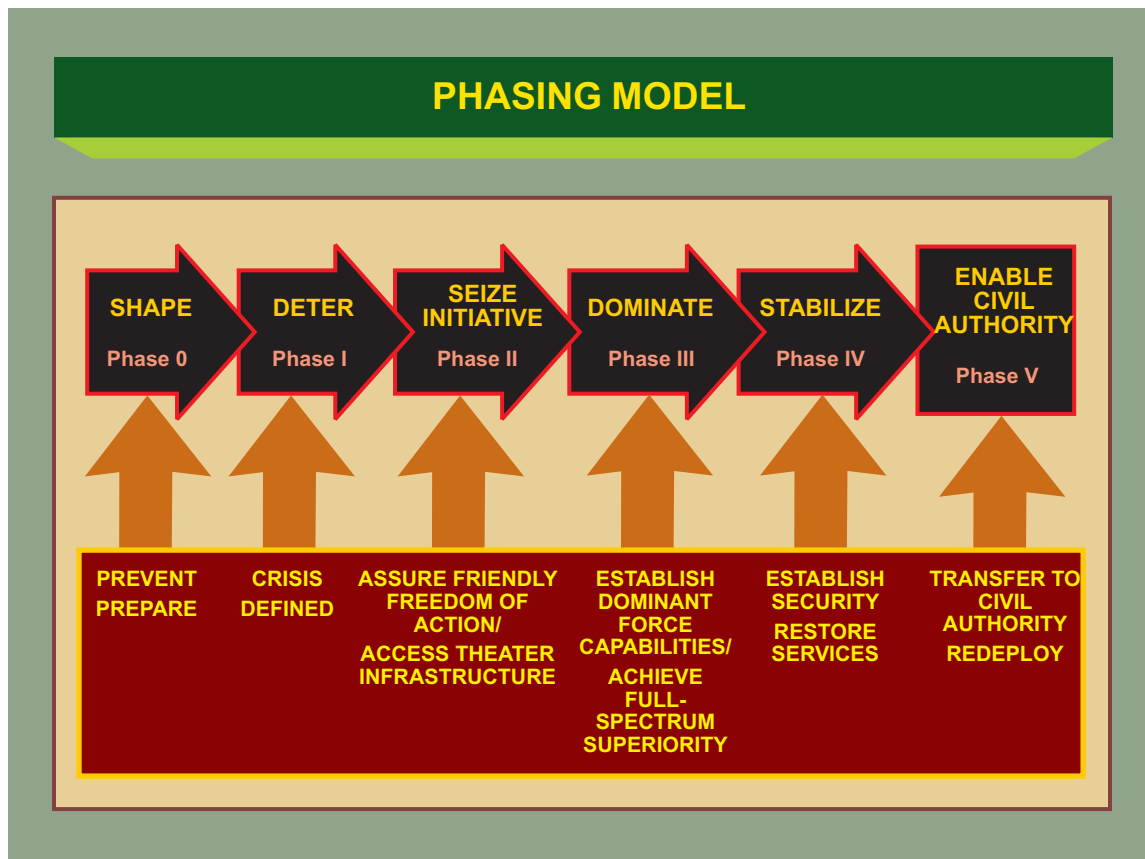 PHASING MODEL
SHAPE
Phase 0
DETER
Phase I
SEIZE
INITIATIVE
Phase II
DOMINATE
Phase III
STABILIZE
Phase IV
ENABLE
CIVIL
AUTHORITY
Phase V
PREVENT
PREPARE
CRISIS
DEFINED
ASSURE FRIENDLY
FREEDOM OF
ACTION/
ACCESS THEATER
INFRASTRUCTURE
ESTABLISH
DOMINANT
FORCE
CAPABILITIES/
ACHIEVE
FULL-
SPECTRUM
SUPERIORITY
ESTABLISH
SECURITY
RESTORE
SERVICES
TRANSFER TO
CIVIL
AUTHORITY
REDEPLOY